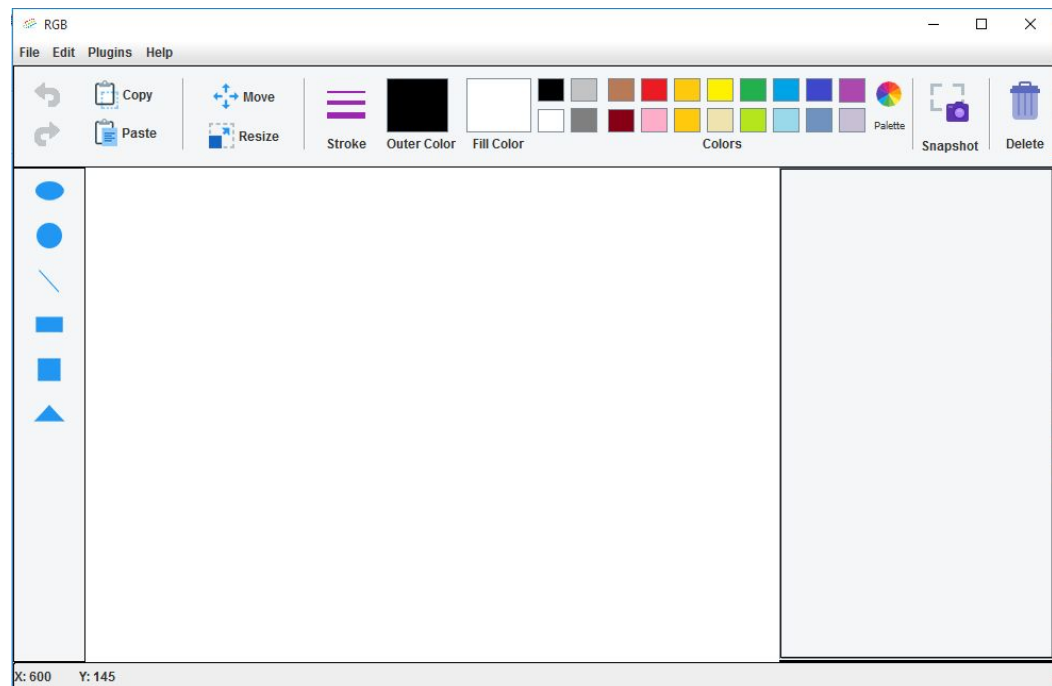 RGB
File Edit Plugins Help
Copy
Paste
Move
Resize
Stroke
Outer Color
Fill Color
Colors
Palette
Snapshot
Delete
X: 600 Y: 145